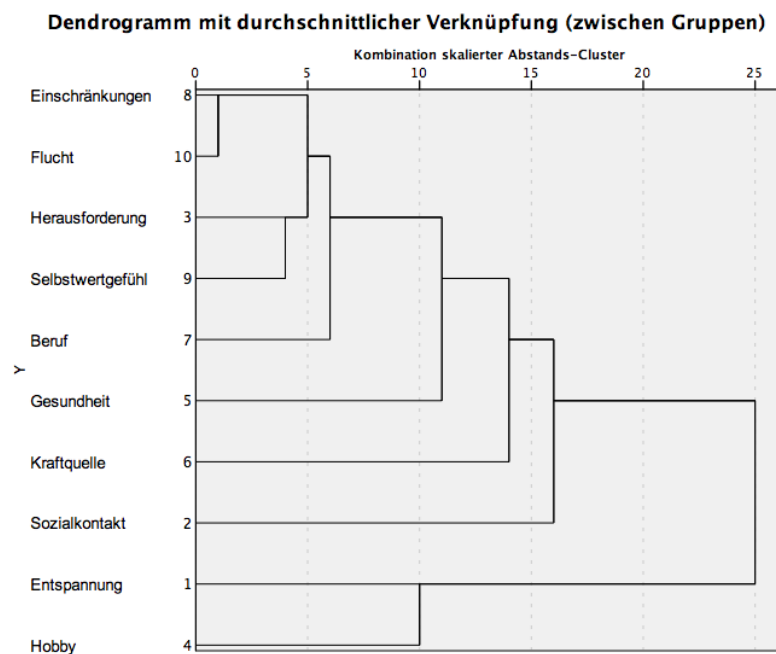 Dendrogramm mit durchschnittlicher Verknüpfung (zwischen Gruppen)
Kombination skalierter Abstands-Cluster
0 5 10 15 20 25
Einschränkungen 8
Flucht 10
Herausforderung 3
Selbstwertgefühl 9
Beruf 7
Y
Gesundheit 5
Kraftquelle 6
Sozialkontakt 2
Entspannung 1
Hobby 4